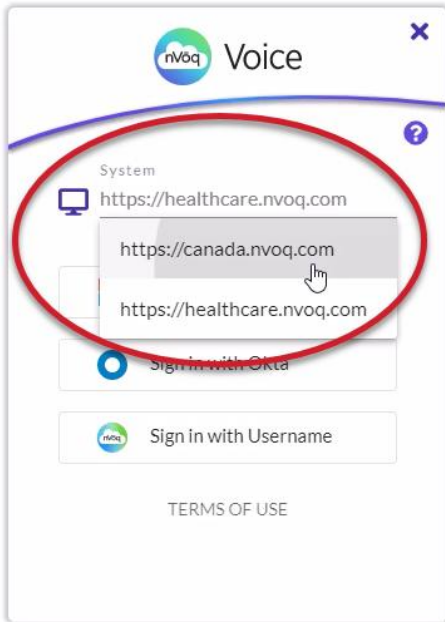 nVoq Voice
System
https://healthcare.nvoq.com
https://canada.nvoq.com
https://healthcare.nvoq.com
Sign in with Okta
nVoq
Sign in with Username
TERMS OF USE